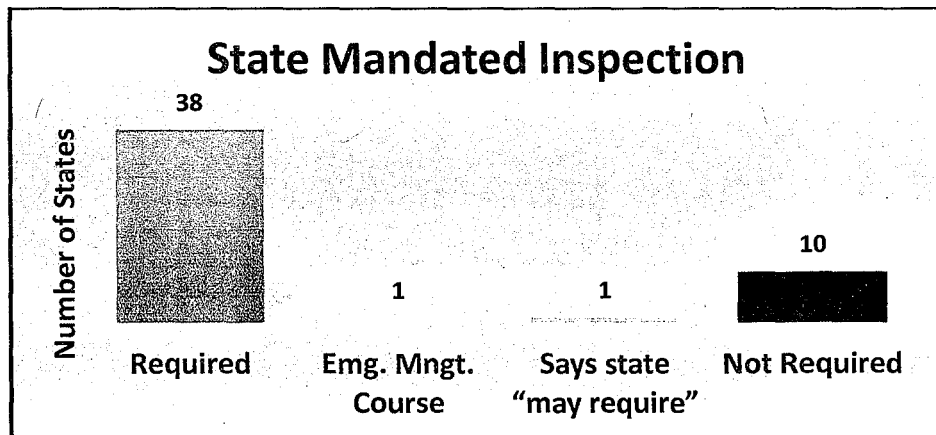 State Mandated Inspection
38
1
1
10
Number of States
Required
Emg. Mngt.
Course
Says state
“may require”
Not Required